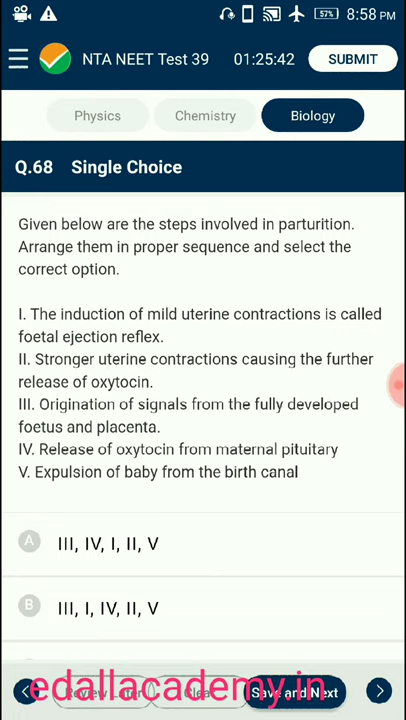 57% 8:58 PM
NTA NEET Test 39 01:25:42 SUBMIT
Physics Chemistry Biology
Q.68 Single Choice
Given below are the steps involved in parturition.
Arrange them in proper sequence and select the
correct option.
I. The induction of mild uterine contractions is called
foetal ejection reflex.
II. Stronger uterine contractions causing the further
release of oxytocin.
III. Origination of signals from the fully developed
foetus and placenta.
IV. Release of oxytocin from maternal pituitary
V. Expulsion of baby from the birth canal
A III, IV, I, II, V
B III, I, IV, II, V
Review Later Clear Save and Next
edallacademy.in